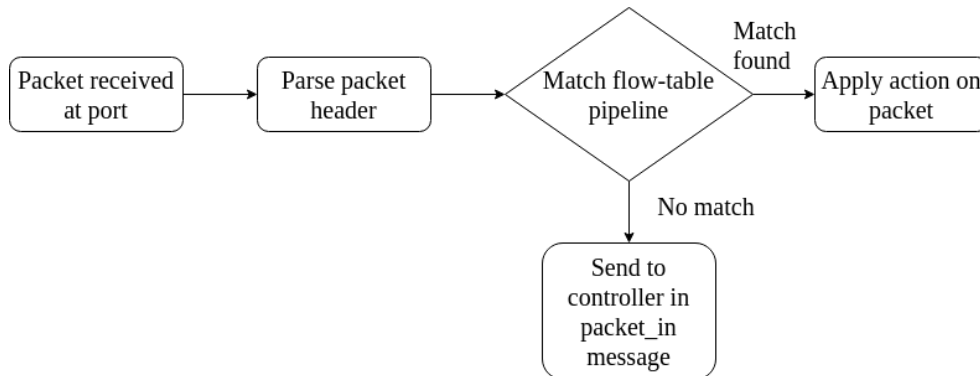 Packet received
at port
Parse packet
header
Match flow-table
pipeline
Match
found
Apply action on
packet
No match
Send to
controller in
packet_in
message